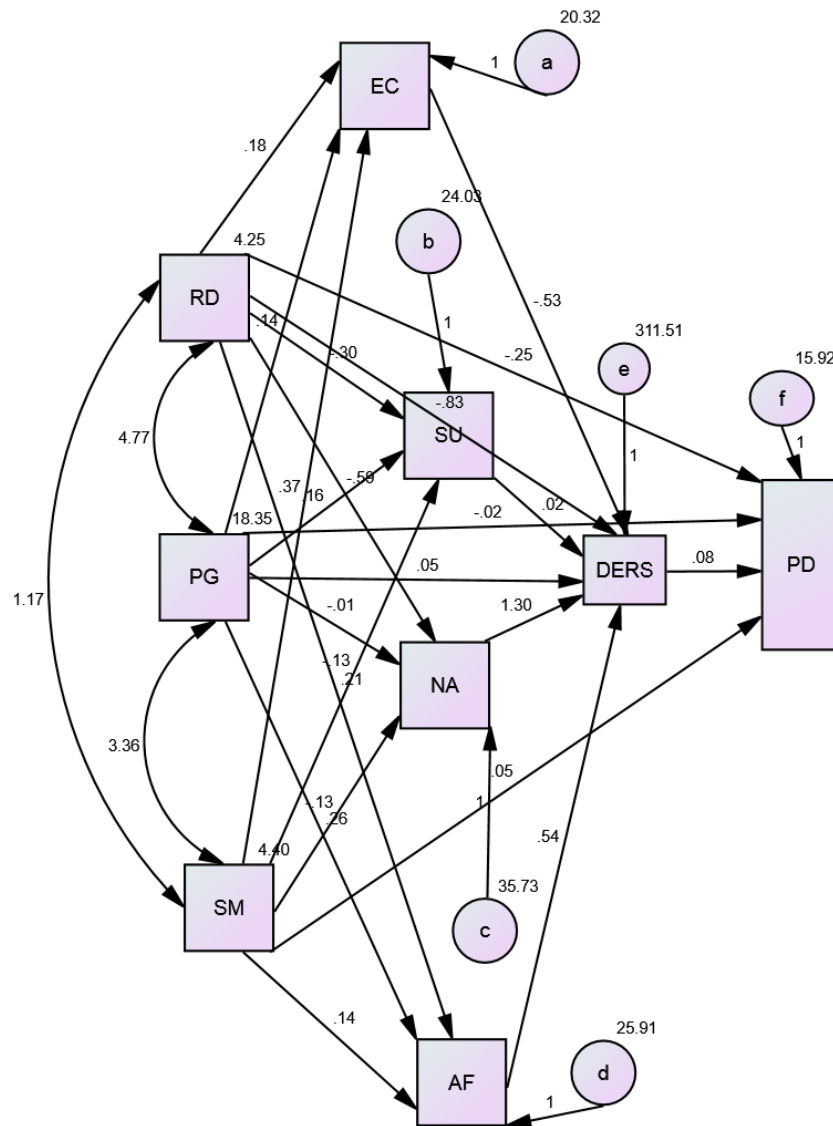 20.32
a
1
EC
.18
24.03
4.25
b
RD
-.53
.14
1
-.30
311.51
-.25
15.92
e
-.83
f
SU
4.77
1
1
.37
-.59
.16
.02
18.35
-.02
PG
.05
DERS
.08
PD
1.17
-.01
1.30
-.13
.21
NA
3.36
.05
-.13
1
.26
.54
4.40
35.73
SM
c
.14
25.91
AF
d
1